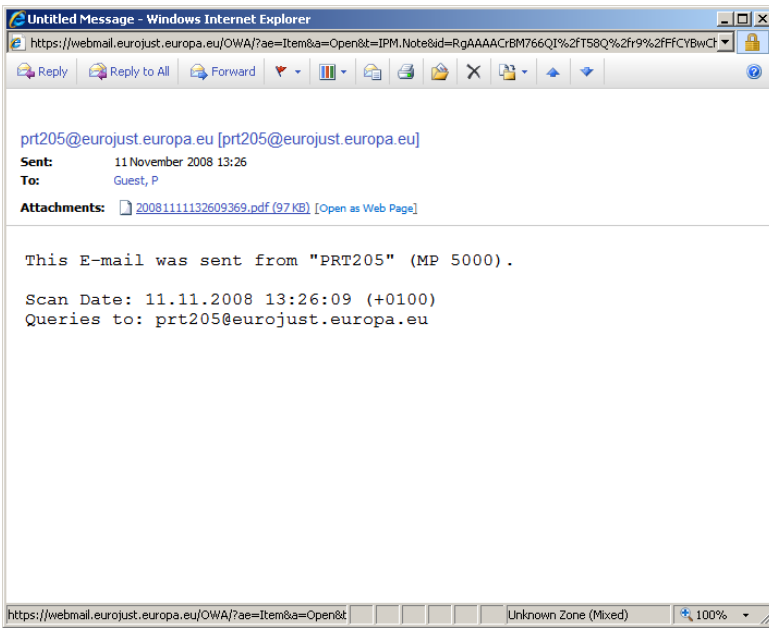 Untitled Message - Windows Internet Explorer
https://webmail.eurojust.europa.eu/OWA/?ae=Item&a=Open&t=IPM.Note&id=RgAAAACrBM766QI%2fT58Q%2fr9%2fFfCYBwCH
Reply Reply to All Forward
prt205@eurojust.europa.eu [prt205@eurojust.europa.eu]
Sent: 11 November 2008 13:26
To: Guest, P
Attachments: 20081111132609369.pdf (97 KB) [Open as Web Page]
This E-mail was sent from "PRT205" (MP 5000).
Scan Date: 11.11.2008 13:26:09 (+0100)
Queries to: prt205@eurojust.europa.eu
https://webmail.eurojust.europa.eu/OWA/?ae=Item&a=Open&t Unknown Zone (Mixed) 100%